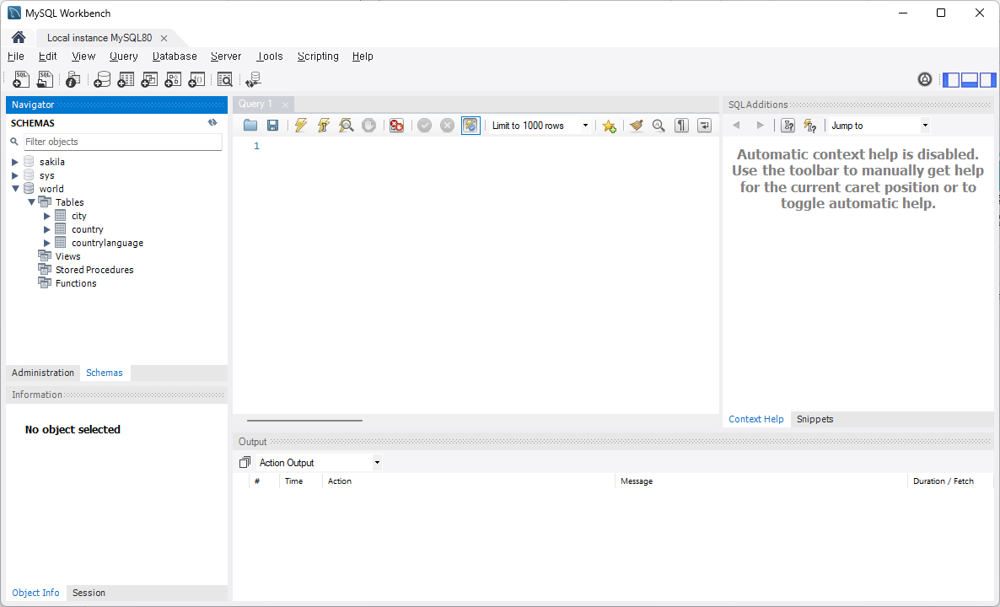 MySQL Workbench
Local instance MySQL80
File Edit View Query Database Server Tools Scripting Help
Navigator
SCHEMAS
Filter objects
sakila
sys
world
Tables
city
country
countrylanguage
Views
Stored Procedures
Functions
Administration Schemas
Information
No object selected
Object Info Session
Query 1
Limit to 1000 rows
1
SQLAdditions
Jump to
Automatic context help is disabled.
Use the toolbar to manually get help
for the current caret position or to
toggle automatic help.
Context Help Snippets
Output
Action Output
# Time Action Message Duration / Fetch